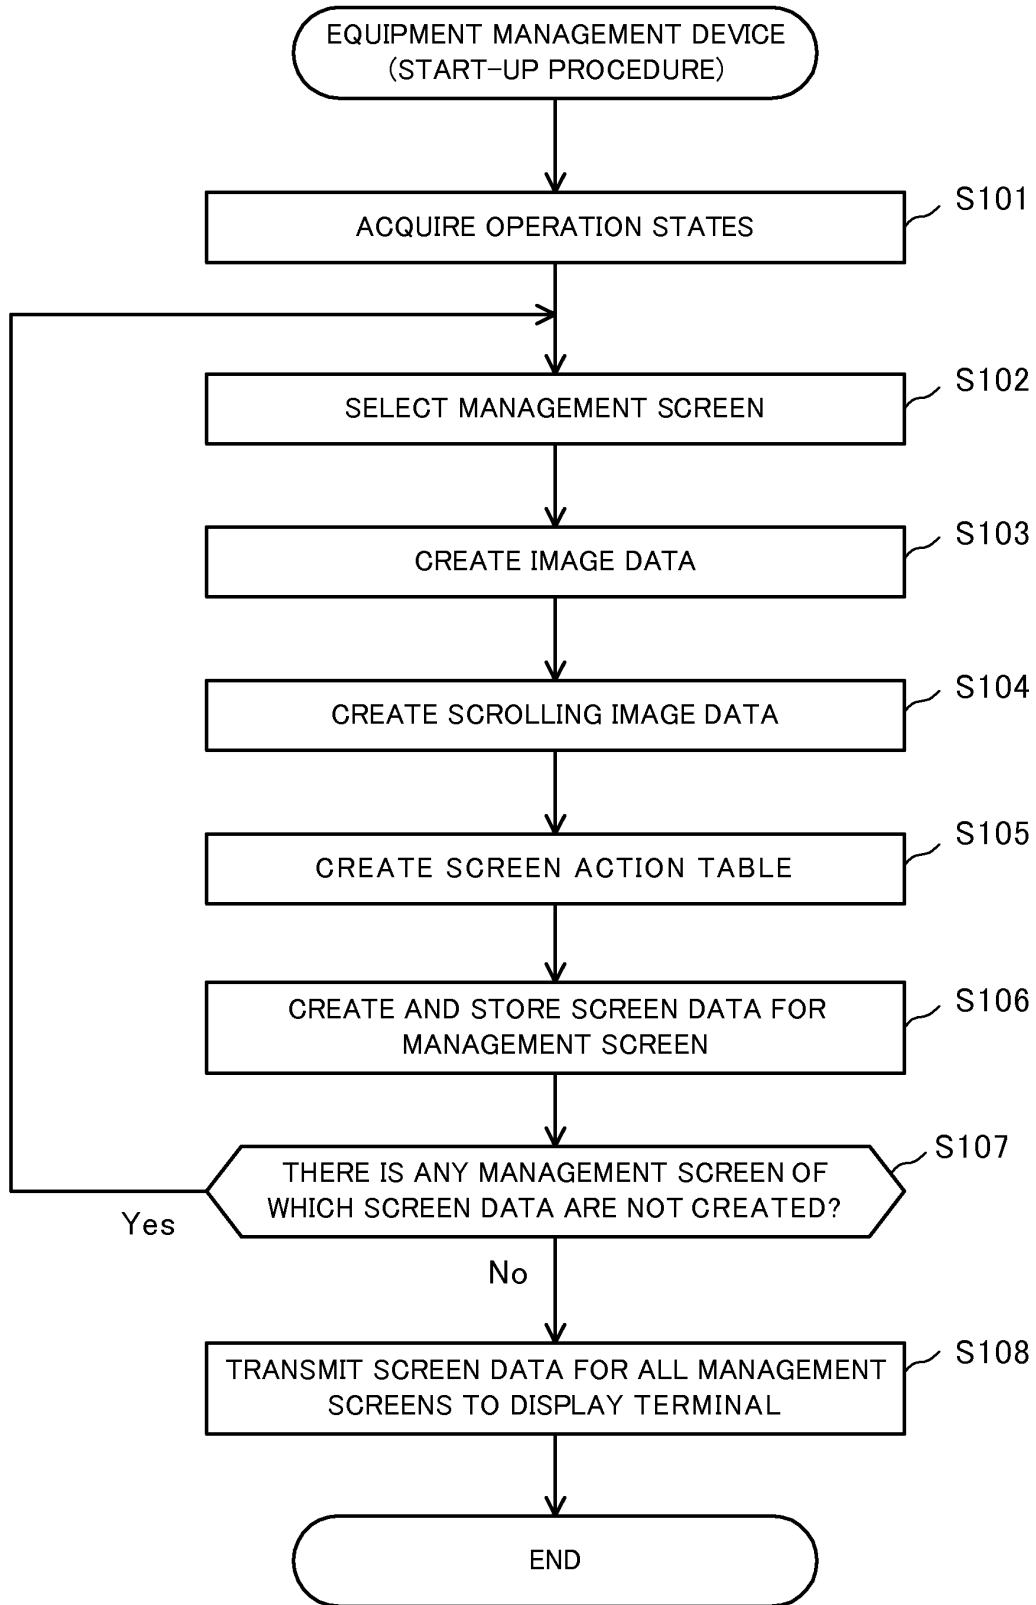 EQUIPMENT MANAGEMENT DEVICE
(START-UP PROCEDURE)
S101
ACQUIRE OPERATION STATES
S102
SELECT MANAGEMENT SCREEN
S103
CREATE IMAGE DATA
S104
CREATE SCROLLING IMAGE DATA
S105
CREATE SCREEN ACTION TABLE
S106
CREATE AND STORE SCREEN DATA FOR
MANAGEMENT SCREEN
S107
THERE IS ANY MANAGEMENT SCREEN OF
WHICH SCREEN DATA ARE NOT CREATED?
Yes
No
S108
TRANSMIT SCREEN DATA FOR ALL MANAGEMENT
SCREENS TO DISPLAY TERMINAL
END